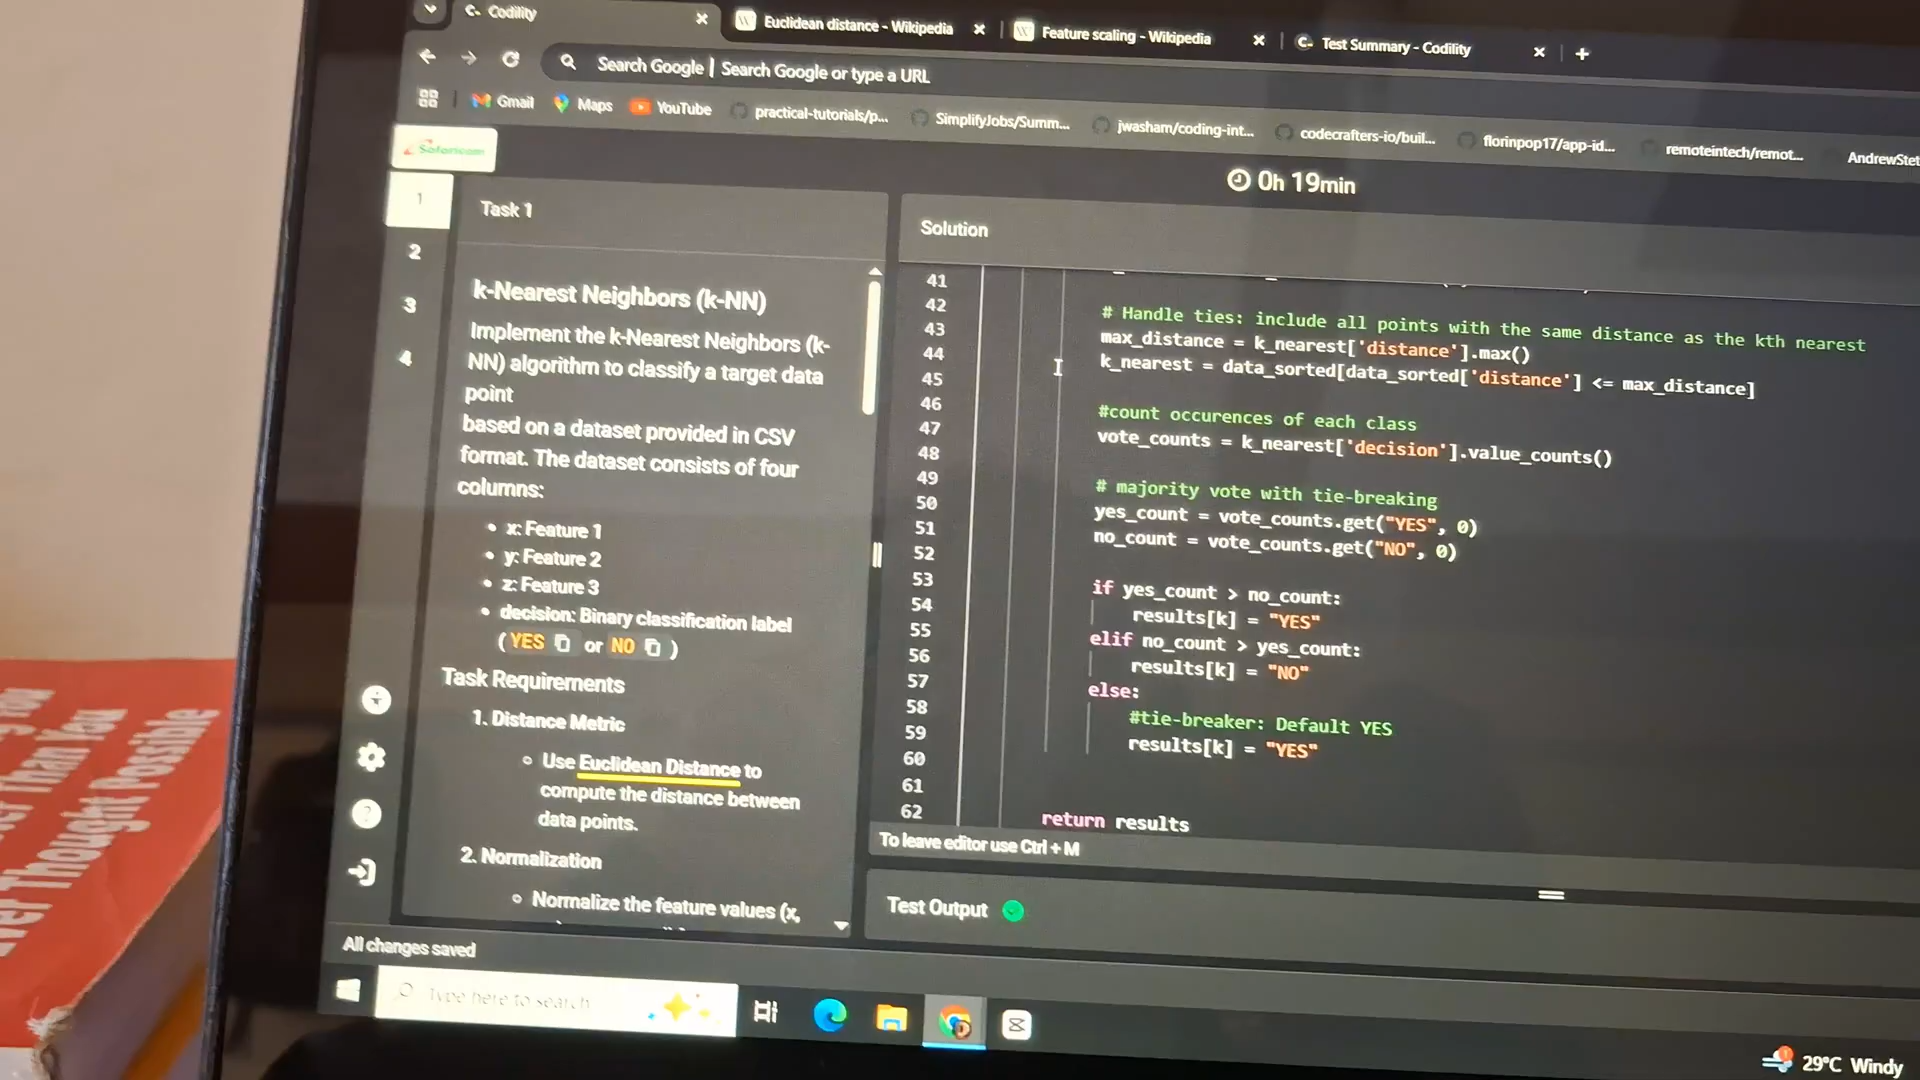 Codility
Euclidean distance - Wikipedia
Feature scaling - Wikipedia
Test Summary - Codility
Search Google | Search Google or type a URL
Gmail
Maps
YouTube
practical-tutorials/p...
SimplifyJobs/Summ...
jwasham/coding-int...
codecrafters-io/buil...
florinpop17/app-id...
remoteintech/remot...
AndrewStet
Safaricom
0h 19min
1
2
3
4
Task 1
k-Nearest Neighbors (k-NN)
Implement the k-Nearest Neighbors (k-
NN) algorithm to classify a target data
point
based on a dataset provided in CSV
format. The dataset consists of four
columns:
• x: Feature 1
• y: Feature 2
• z: Feature 3
• decision: Binary classification label
( YES or NO )
Task Requirements
1. Distance Metric
Use Euclidean Distance to
compute the distance between
data points.
2. Normalization
Normalize the feature values (x,
Solution
41
42
43
44
45
46
47
48
49
50
51
52
53
54
55
56
57
58
59
60
61
62
# Handle ties: include all points with the same distance as the kth nearest
max_distance = k_nearest['distance'].max()
k_nearest = data_sorted[data_sorted['distance'] <= max_distance]
#count occurences of each class
vote_counts = k_nearest['decision'].value_counts()
# majority vote with tie-breaking
yes_count = vote_counts.get("YES", 0)
no_count = vote_counts.get("NO", 0)
if yes_count > no_count:
results[k] = "YES"
elif no_count > yes_count:
results[k] = "NO"
else:
#tie-breaker: Default YES
results[k] = "YES"
return results
To leave editor use Ctrl + M
Test Output
All changes saved
Type here to search
29°C Windy
Than You
Thought Possible